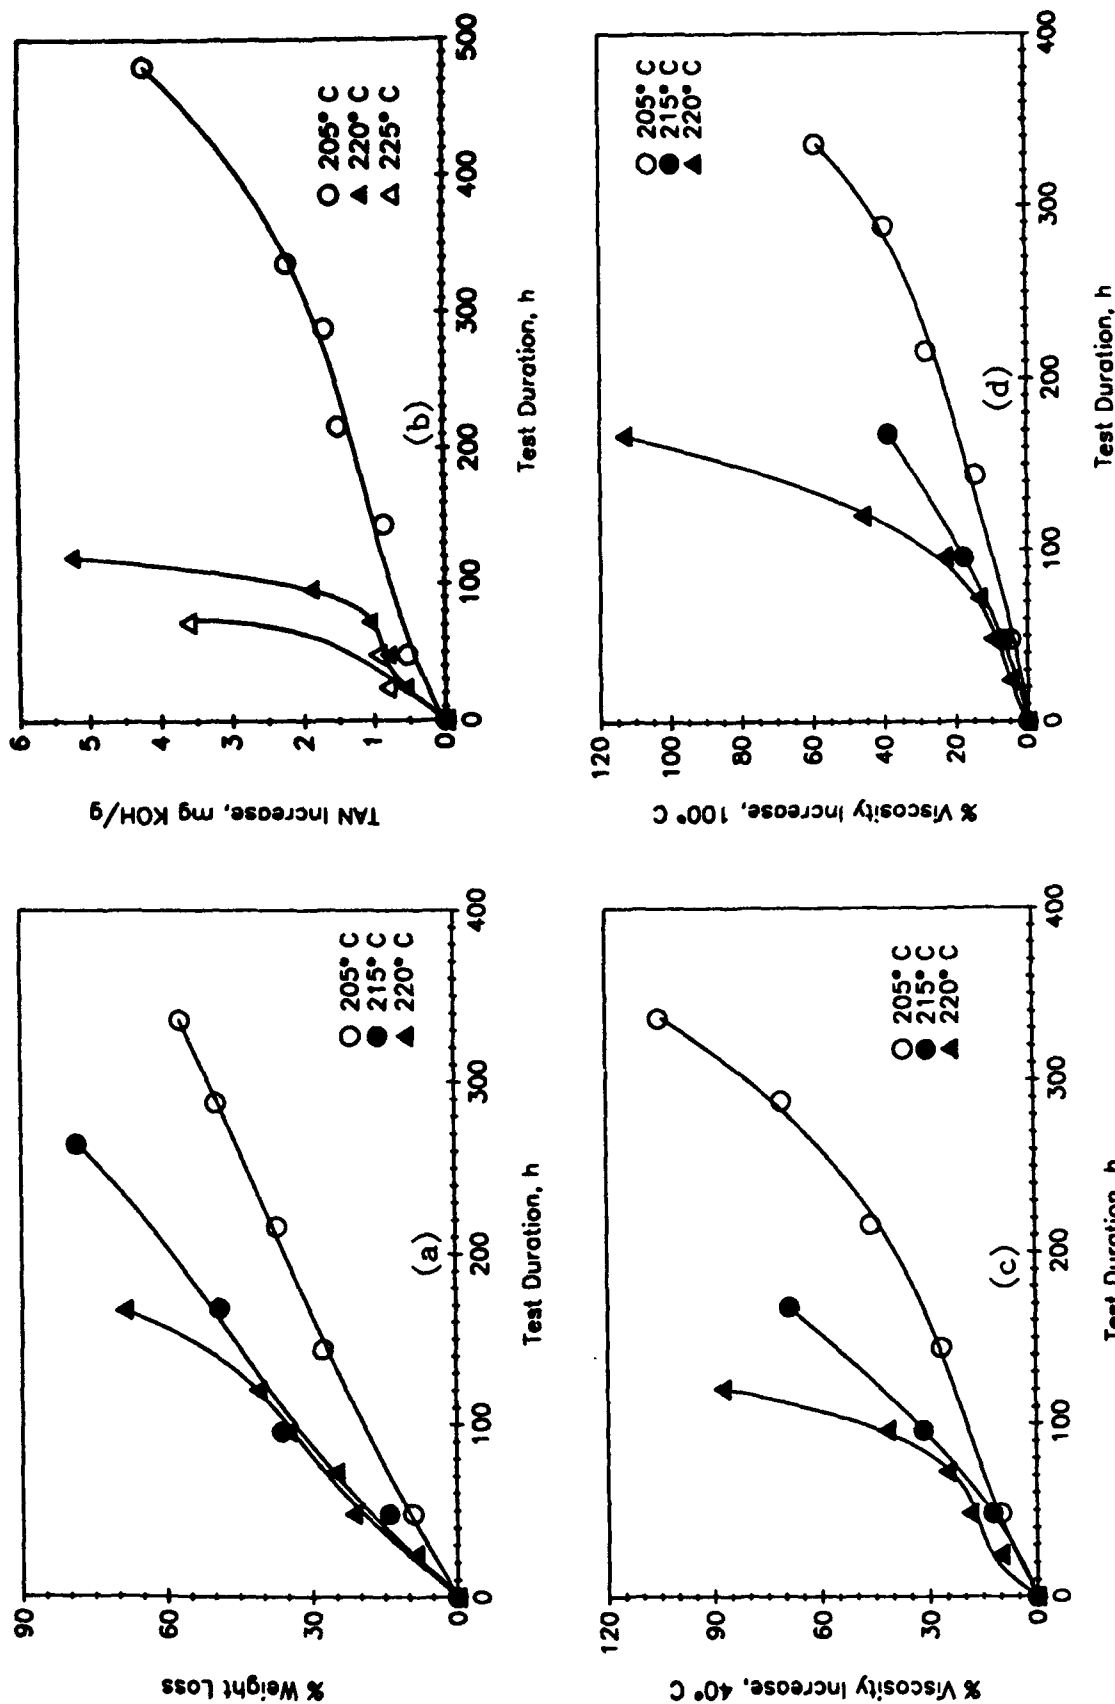 % Weight Loss
90
60
30
0
0
100
200
300
400
Test Duration, h
(a)
205° C
215° C
220° C
TAN Increase, mg KOH/g
6
5
4
3
2
1
0
0
100
200
300
400
500
Test Duration, h
(b)
205° C
220° C
225° C
% Viscosity Increase, 40° C
120
90
60
30
0
0
100
200
300
400
Test Duration, h
(c)
205° C
215° C
220° C
% Viscosity Increase, 100° C
120
100
80
60
40
20
0
0
100
200
300
400
Test Duration, h
(d)
205° C
215° C
220° C